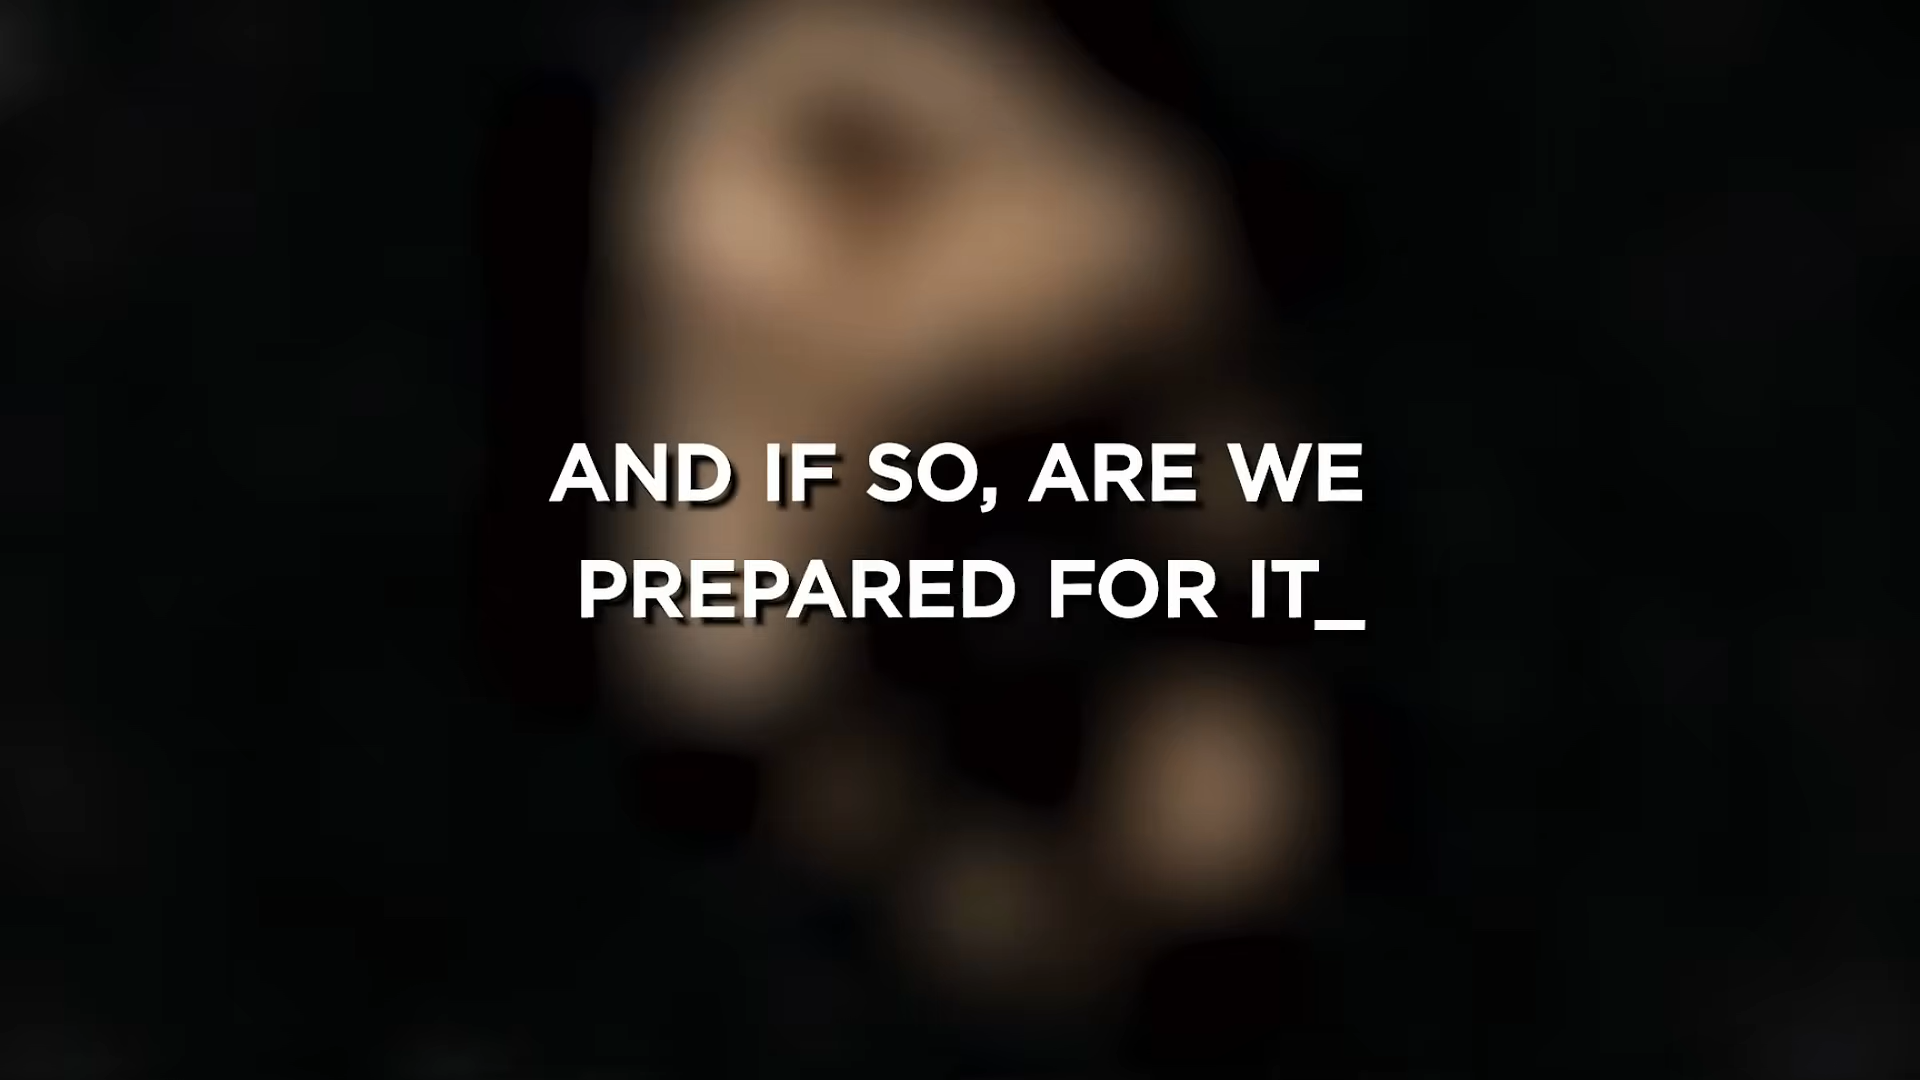 AND IF SO, ARE WE
PREPARED FOR IT_